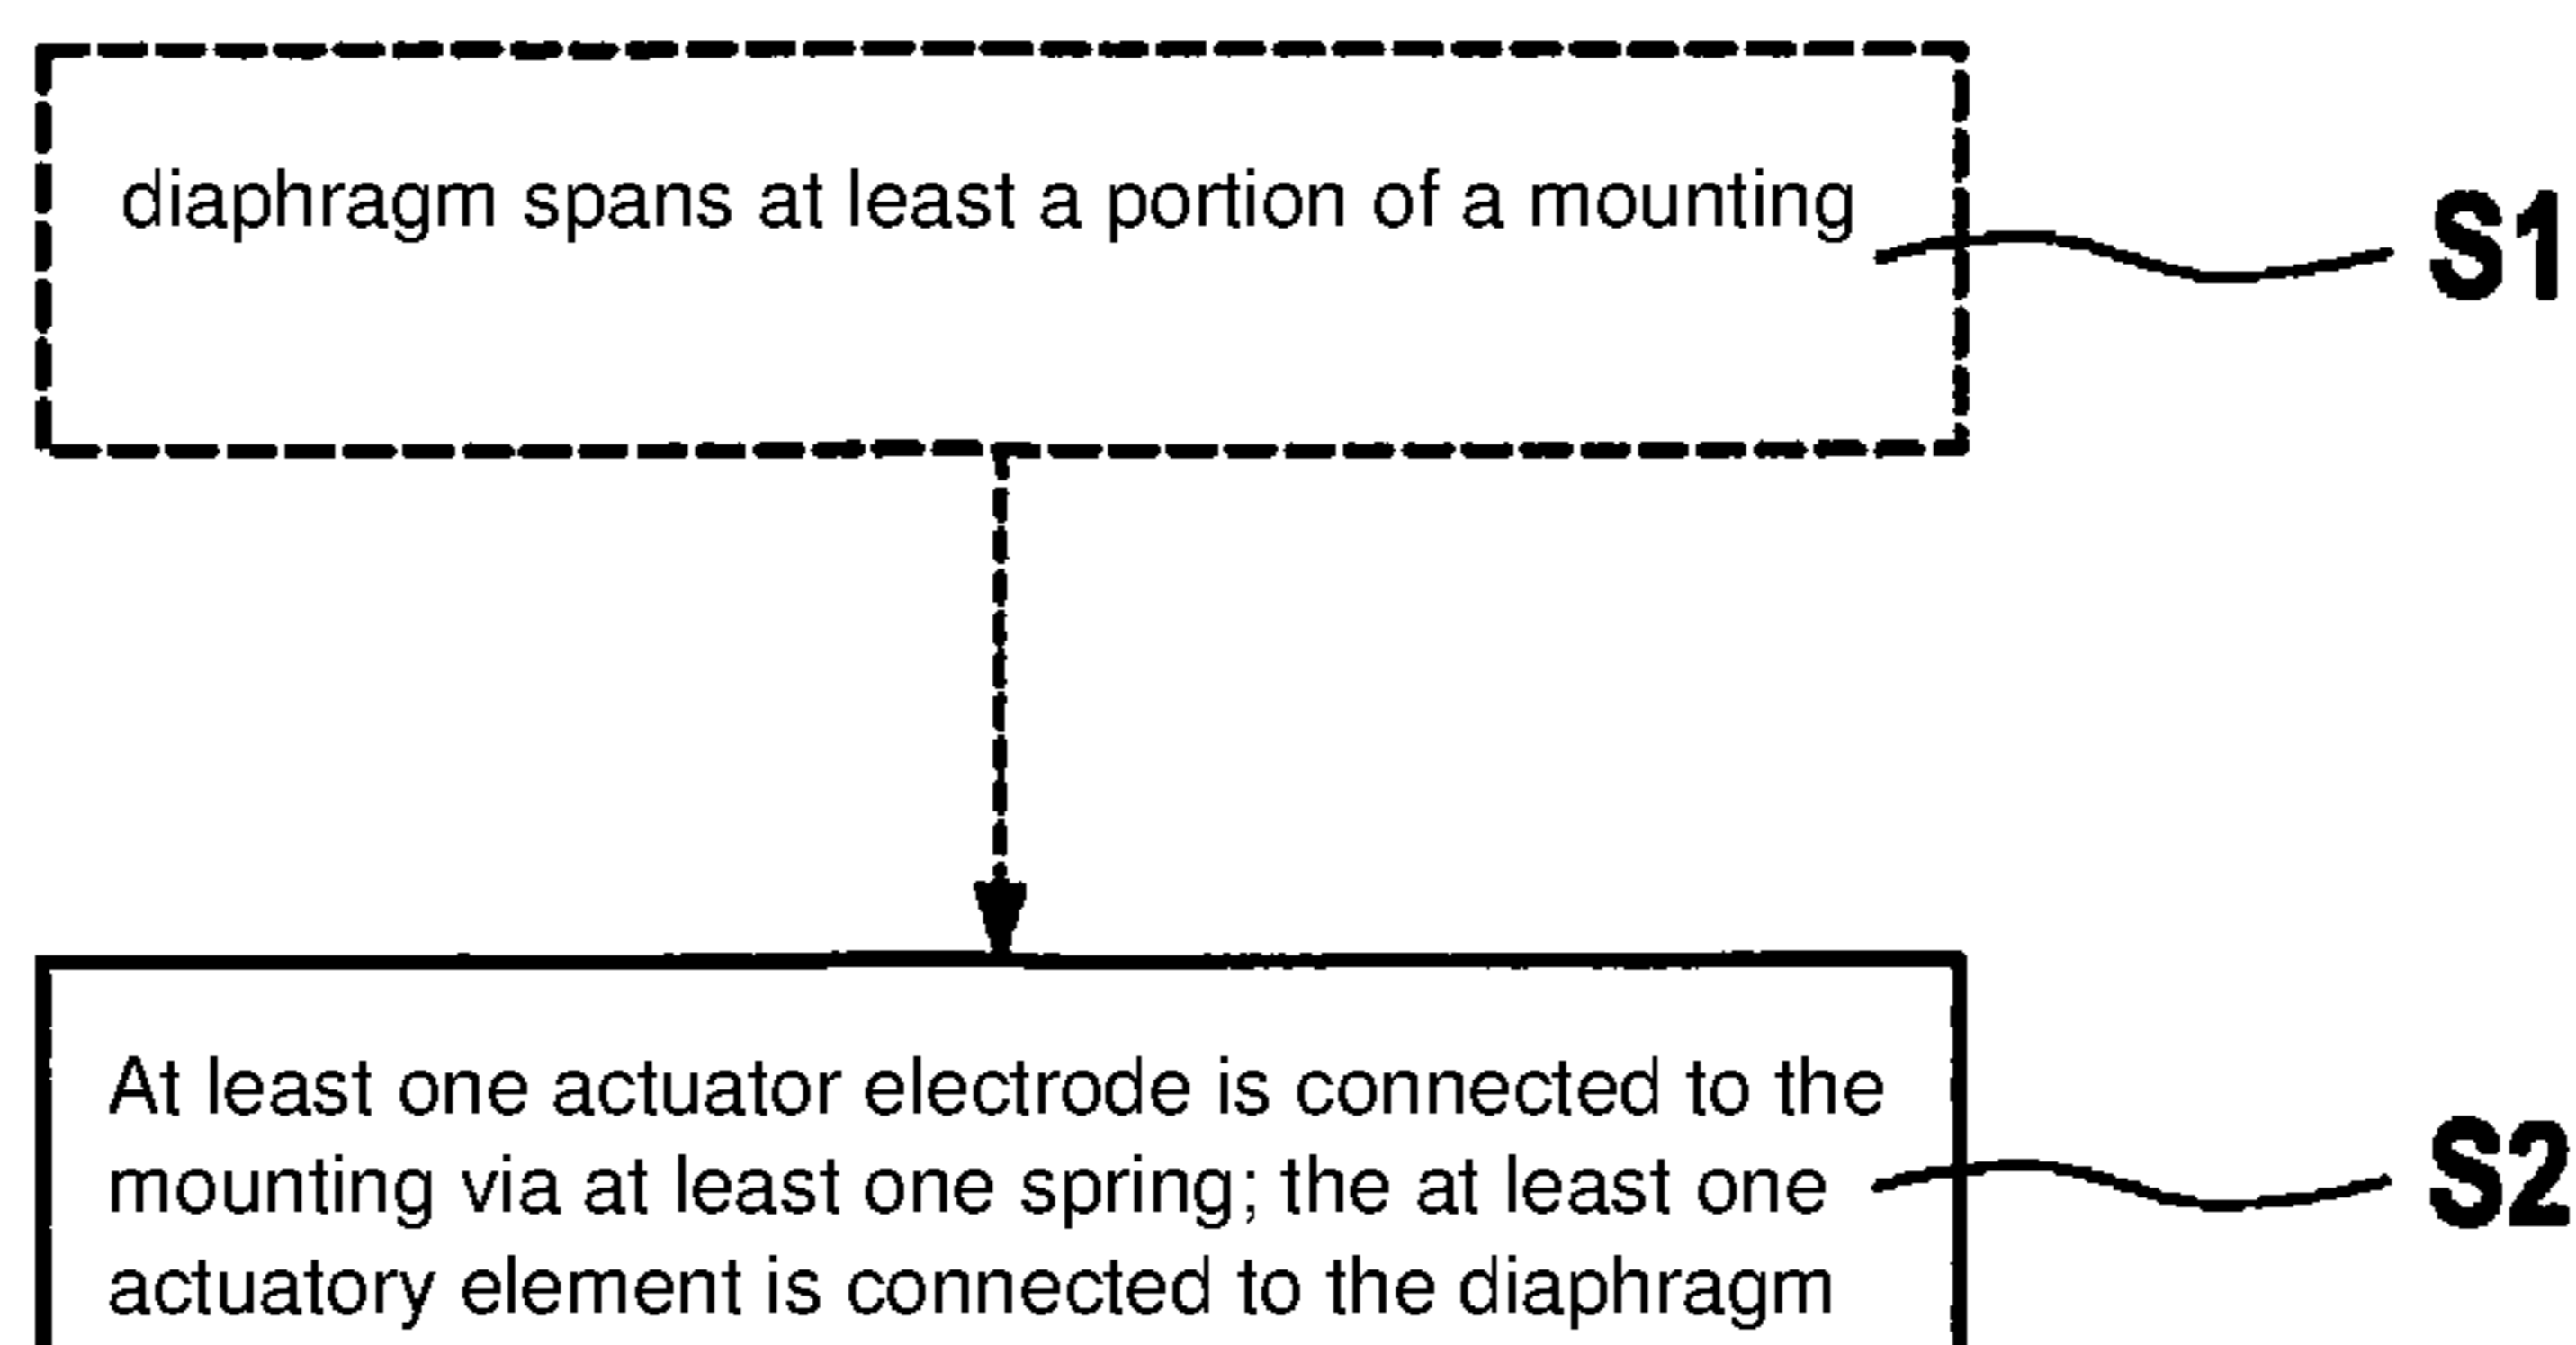 diaphragm spans at least a portion of a mounting
S1
At least one actuator electrode is connected to the
mounting via at least one spring; the at least one
S2
actuatory element is connected to the diaphragm